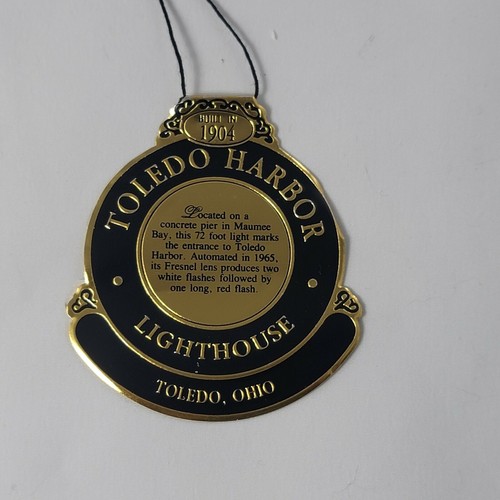 BUILT IN
1904
TOLEDO HARBOR
Located on a
concrete pier in Maumee
Bay, this 72 foot light marks
the entrance to Toledo
Harbor. Automated in 1965,
its Fresnel lens produces two
white flashes followed by
one long, red flash.
LIGHTHOUSE
TOLEDO, OHIO